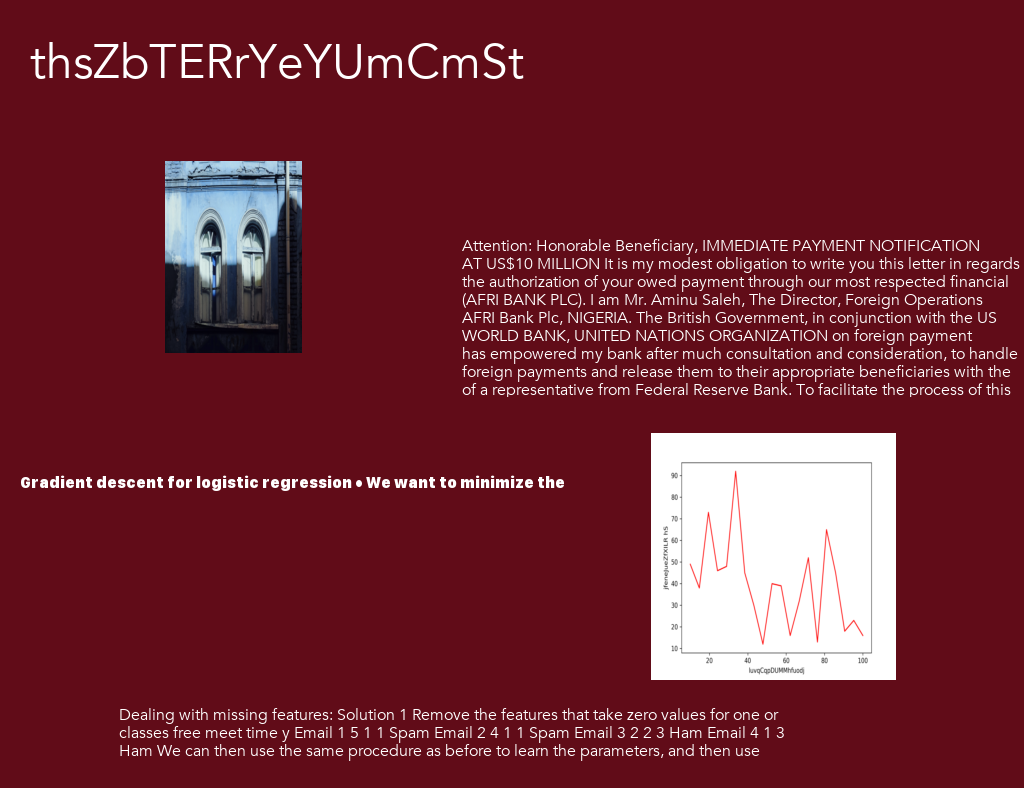 thsZbTERrYeYUmCmSt
Attention: Honorable Beneficiary, IMMEDIATE PAYMENT NOTIFICATION
AT US$10 MILLION It is my modest obligation to write you this letter in regards
the authorization of your owed payment through our most respected financial
(AFRI BANK PLC). I am Mr. Aminu Saleh, The Director, Foreign Operations
AFRI Bank Plc, NIGERIA. The British Government, in conjunction with the US
WORLD BANK, UNITED NATIONS ORGANIZATION on foreign payment
has empowered my bank after much consultation and consideration, to handle
foreign payments and release them to their appropriate beneficiaries with the
of a representative from Federal Reserve Bank. To facilitate the process of this
Gradient descent for logistic regression • We want to minimize the
90
80
70
60
50
40
30
20
10
20 40 60 80 100
Dealing with missing features: Solution 1 Remove the features that take zero values for one or
classes free meet time y Email 1 5 1 1 Spam Email 2 4 1 1 Spam Email 3 2 2 3 Ham Email 4 1 3
Ham We can then use the same procedure as before to learn the parameters, and then use